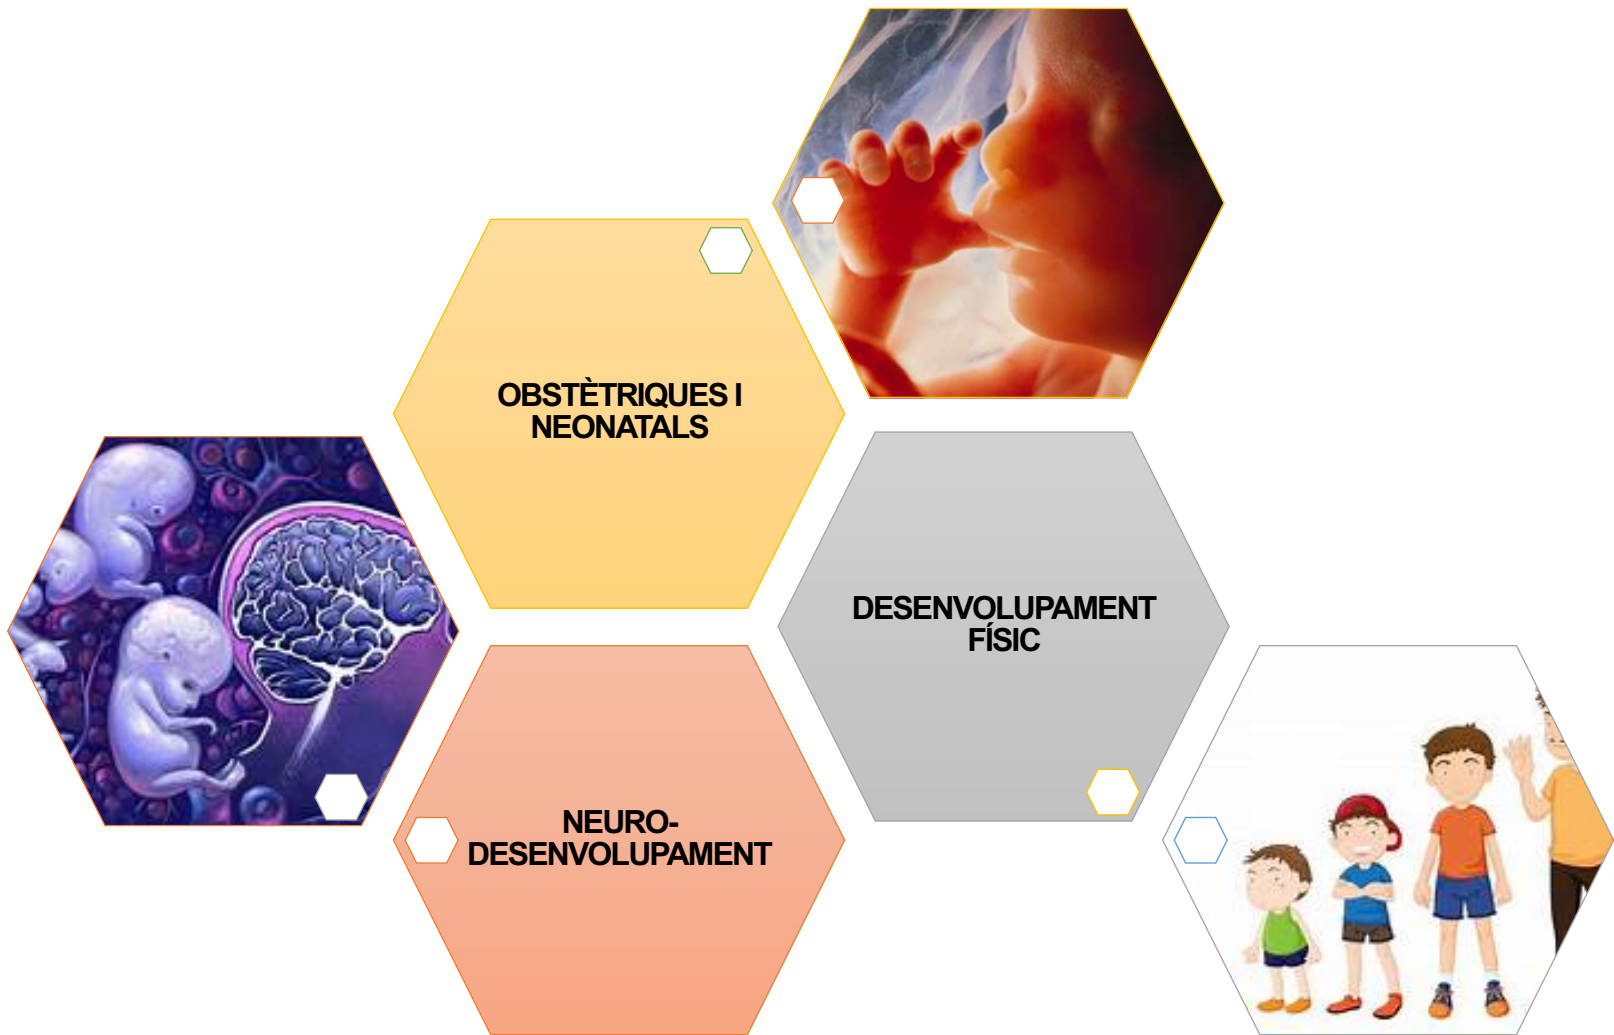 OBSTÈTRIQUES I
NEONATALS
DESENVOLUPAMENT
FÍSIC
NEURO-
DESENVOLUPAMENT